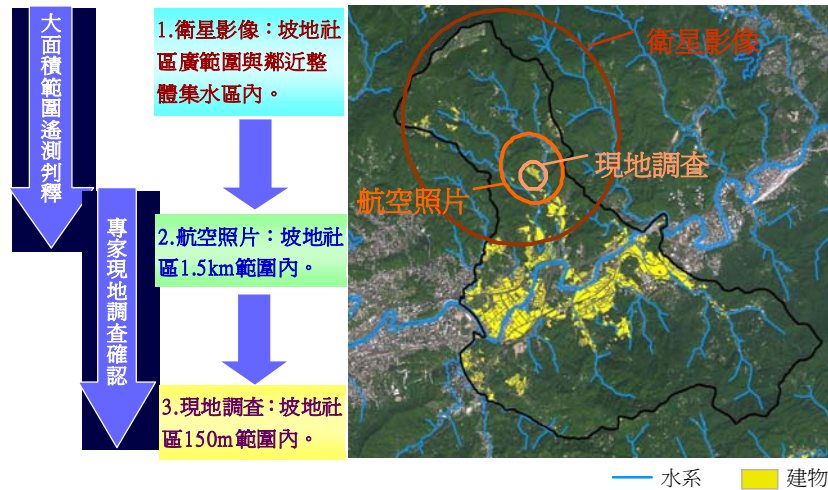 大面積範圍遙測判釋
專家現地調查確認
1.衛星影像：坡地社
區廣範圍與鄰近整
體集水區內。
2.航空照片：坡地社
區1.5km範圍內。
3.現地調查：坡地社
區150m範圍內。
衛星影像
現地調查
航空照片
水系
建物